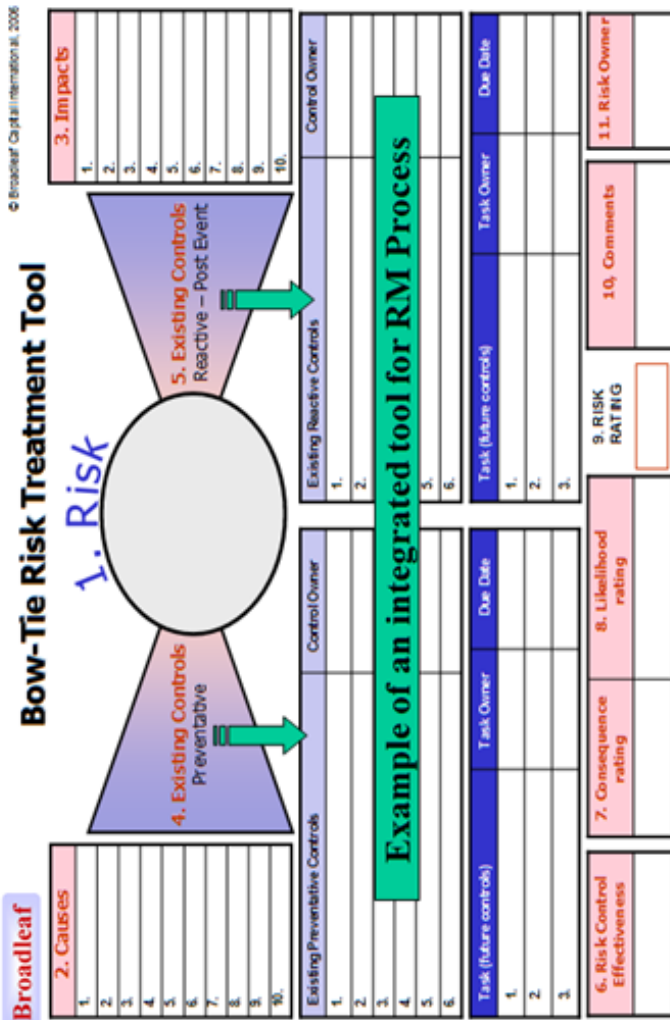 © Broadleaf Capital International, 2006
Broadleaf
Bow-Tie Risk Treatment Tool
1. Risk
2. Causes
1.
2.
3.
4.
5.
6.
7.
8.
9.
10.
4. Existing Controls
Preventative
5. Existing Controls
Reactive – Post Event
3. Impacts
1.
2.
3.
4.
5.
6.
7.
8.
9.
10.
Existing Preventative Controls Control Owner
1.
2.
3.
4.
5.
6.
Existing Reactive Controls Control Owner
1.
2.
5.
6.
Example of an integrated tool for RM Process
Task (future controls) Task Owner Due Date
1.
2.
3.
Task (future controls) Task Owner Due Date
1.
2.
3.
6. Risk Control
Effectiveness
7. Consequence
rating
8. Likelihood
rating
9. RISK
RATING
10, Comments
11. Risk Owner